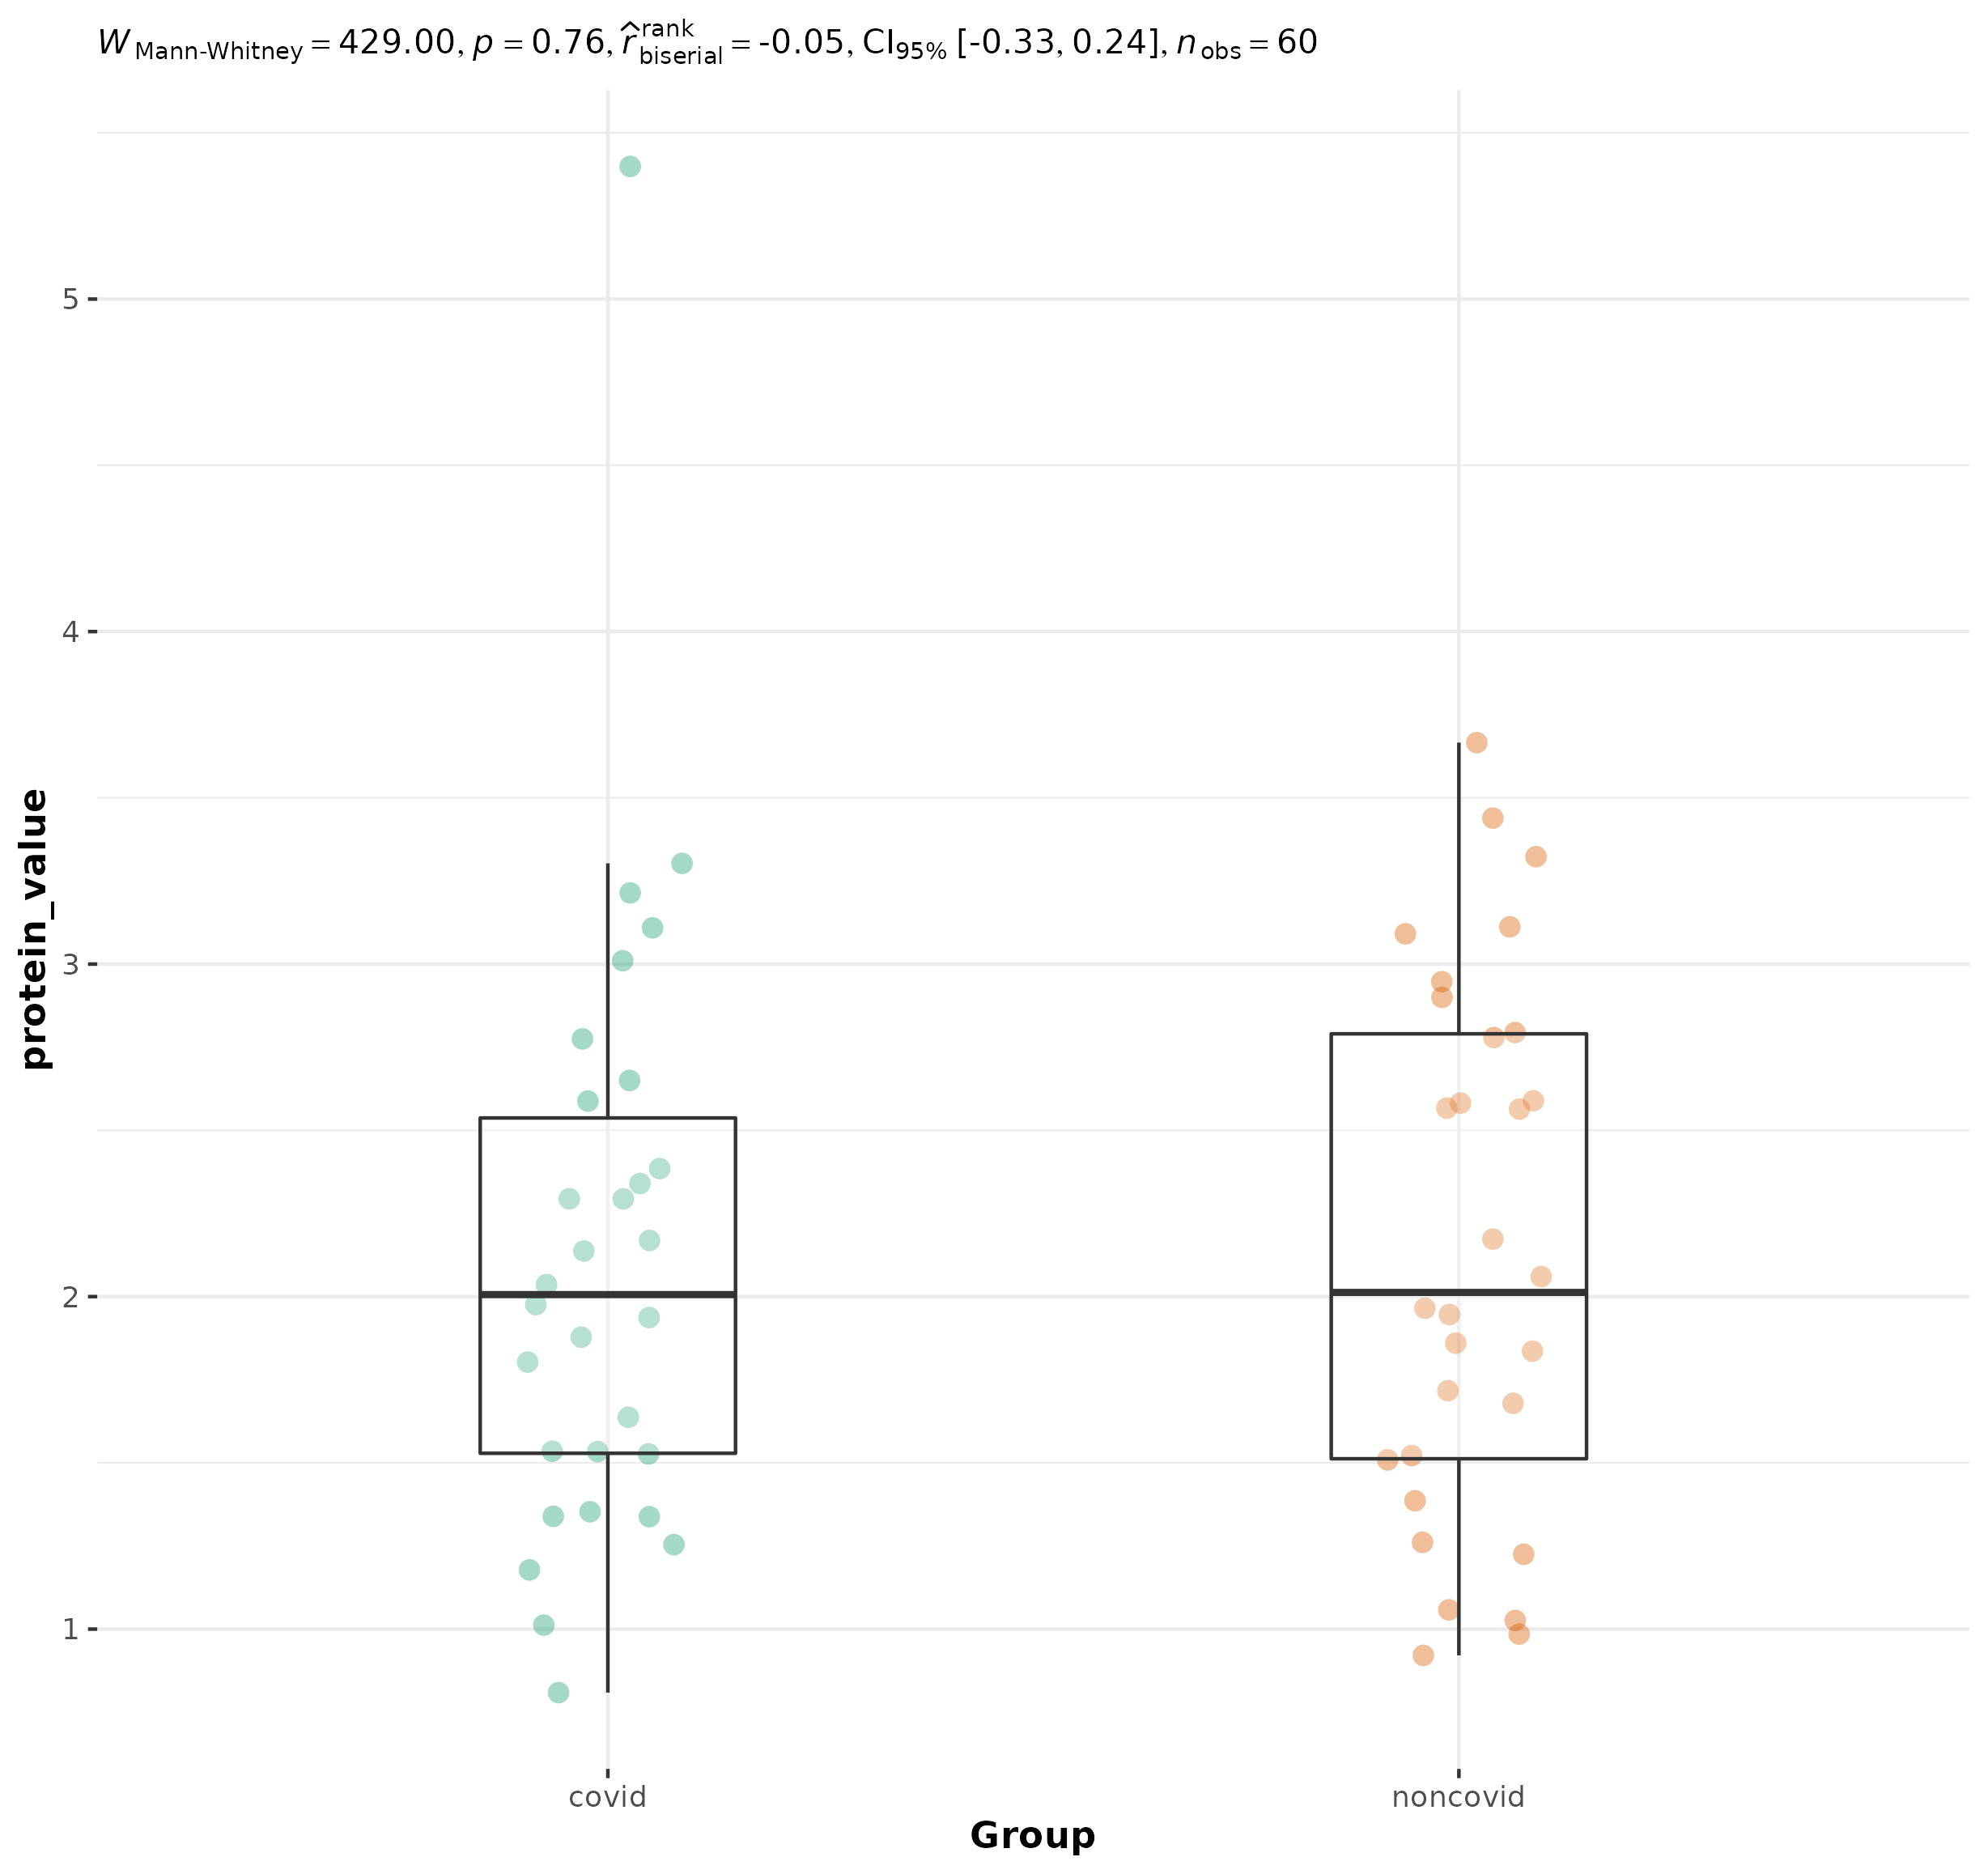 W Mann-Whitney = 429.00, p = 0.76, r̂ rank biserial = -0.05, CI95% [-0.33, 0.24], n obs = 60
protein_value
5
4
3
2
1
covid noncovid
Group